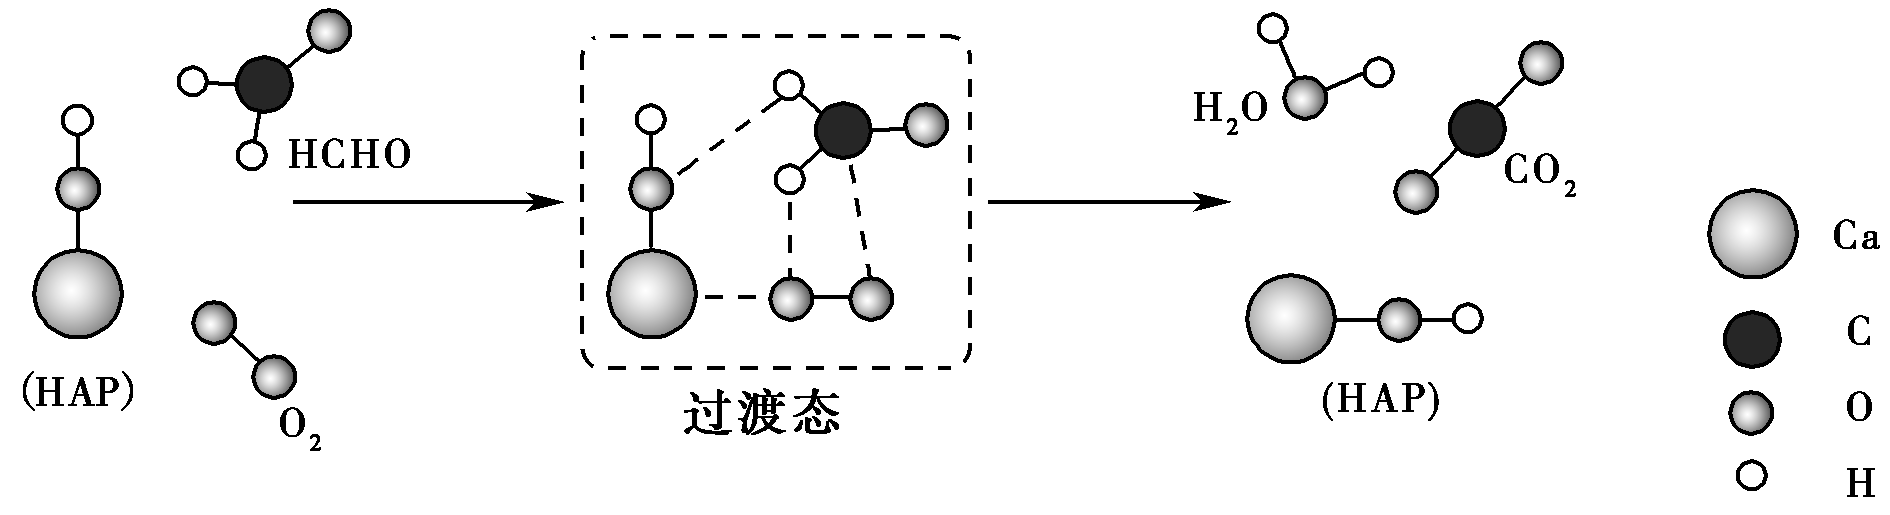 HCHO
(HAP)
O₂
过渡态
H₂O
CO₂
(HAP)
Ca
C
O
H